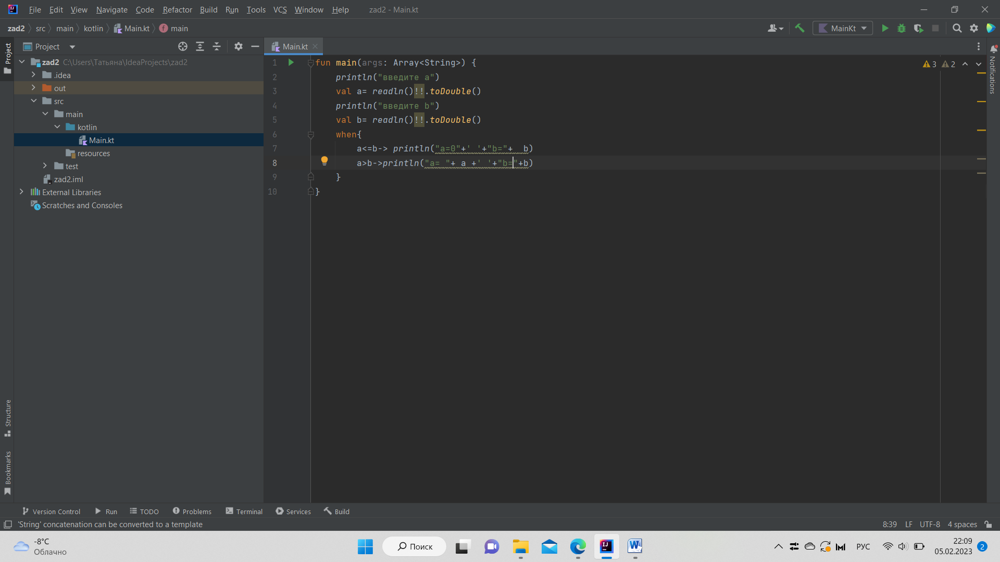 File Edit View Navigate Code Refactor Build Run Tools VCS Window Help zad2 - Main.kt
zad2 src main kotlin Main.kt main MainKt
Project Main.kt
zad2 C:\Users\Татьяна\IdeaProjects\zad2
.idea
out
src
main
kotlin
Main.kt
resources
test
zad2.iml
External Libraries
Scratches and Consoles
1 fun main(args: Array<String>) {
2 println("введите a")
3 val a= readln()!!.toDouble()
4 println("введите b")
5 val b= readln()!!.toDouble()
6 when{
7 a<=b-> println("a=0"+' '+"b="+  b)
8 a>b->println("a= "+ a +' '+"b="+b)
9 }
10 }
3 2
Project
Structure
Bookmarks
Notifications
Version Control Run TODO Problems Terminal Services Build
'String' concatenation can be converted to a template 8:39 LF UTF-8 4 spaces
-8°C
Облачно
Поиск
РУС
22:09
05.02.2023
2